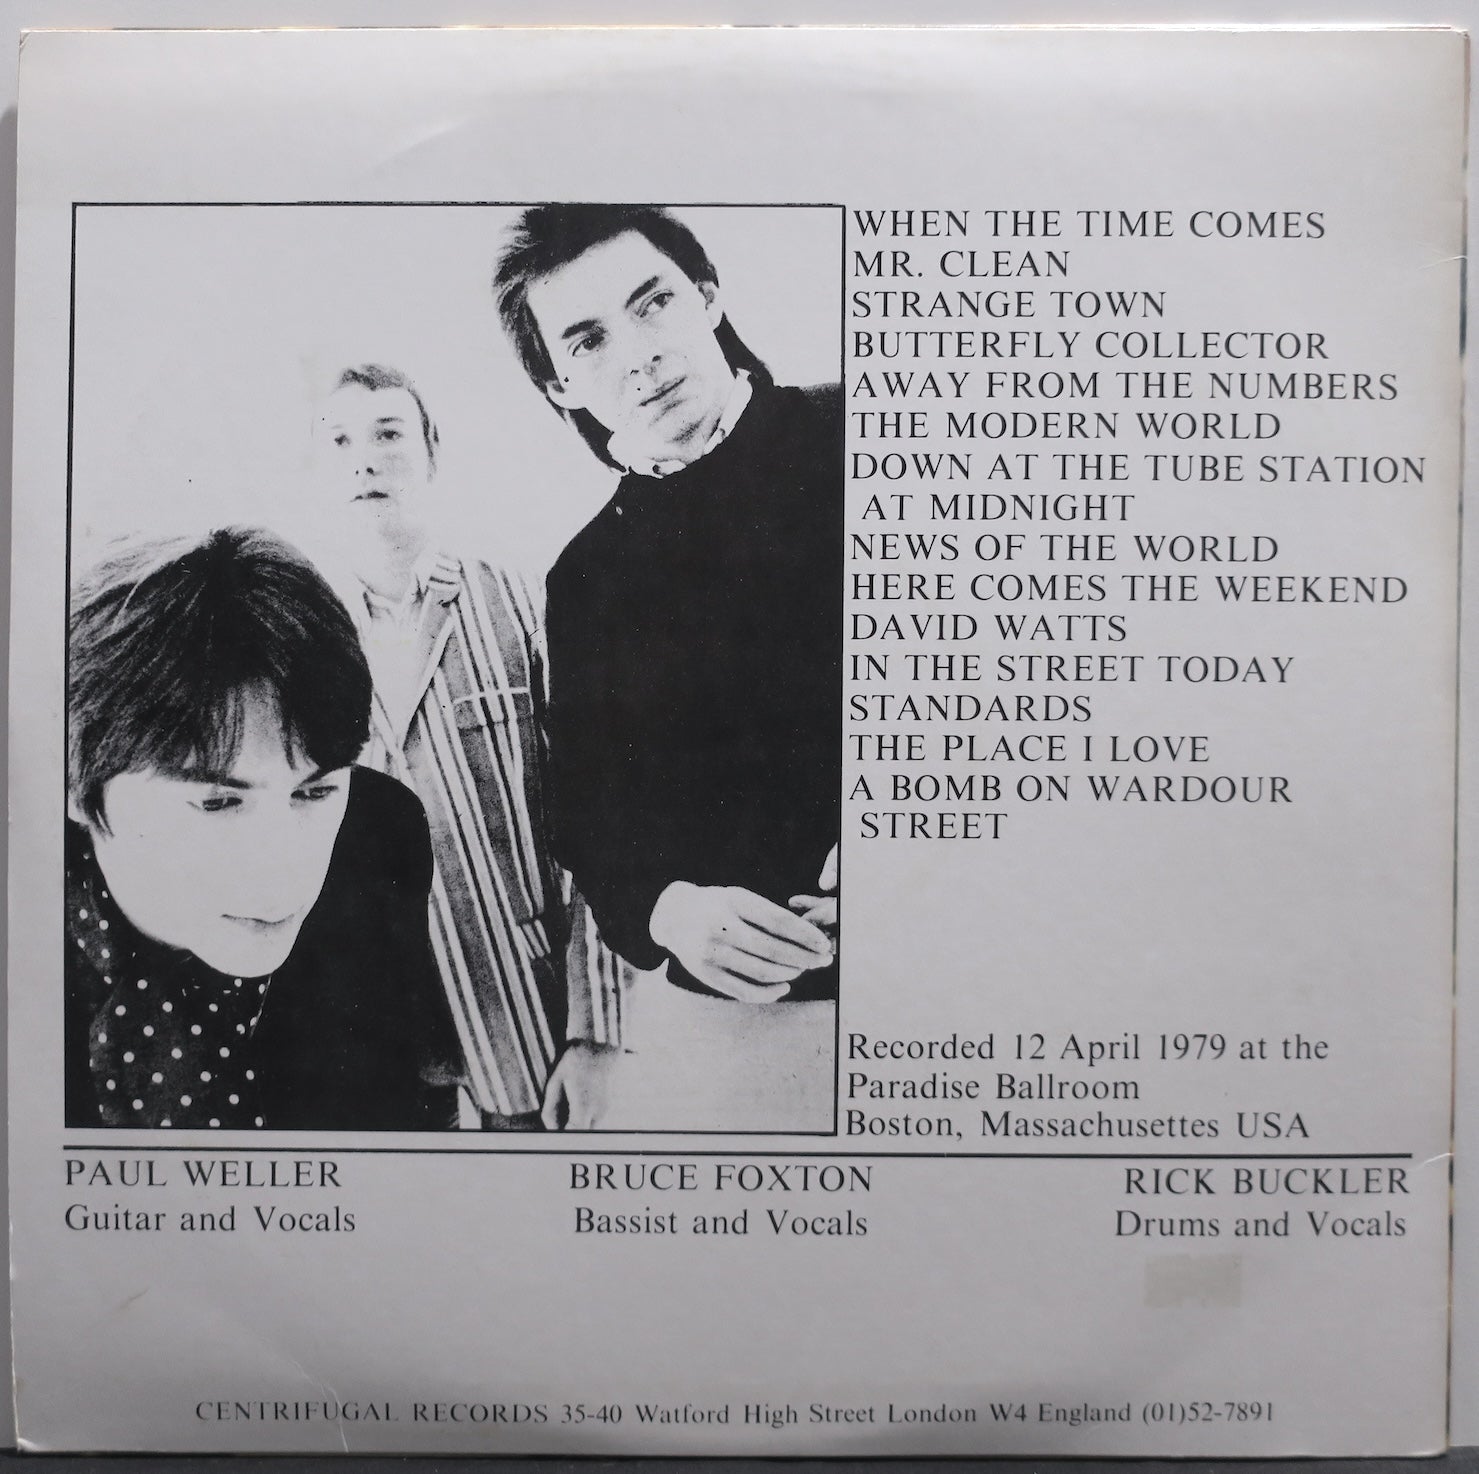 WHEN THE TIME COMES
MR. CLEAN
STRANGE TOWN
BUTTERFLY COLLECTOR
AWAY FROM THE NUMBERS
THE MODERN WORLD
DOWN AT THE TUBE STATION
AT MIDNIGHT
NEWS OF THE WORLD
HERE COMES THE WEEKEND
DAVID WATTS
IN THE STREET TODAY
STANDARDS
THE PLACE I LOVE
A BOMB ON WARDOUR
STREET
Recorded 12 April 1979 at the
Paradise Ballroom
Boston, Massachusettes USA
PAUL WELLER
Guitar and Vocals
BRUCE FOXTON
Bassist and Vocals
RICK BUCKLER
Drums and Vocals
CENTRIFUGAL RECORDS 35-40 Watford High Street London W4 England (01)52-7891